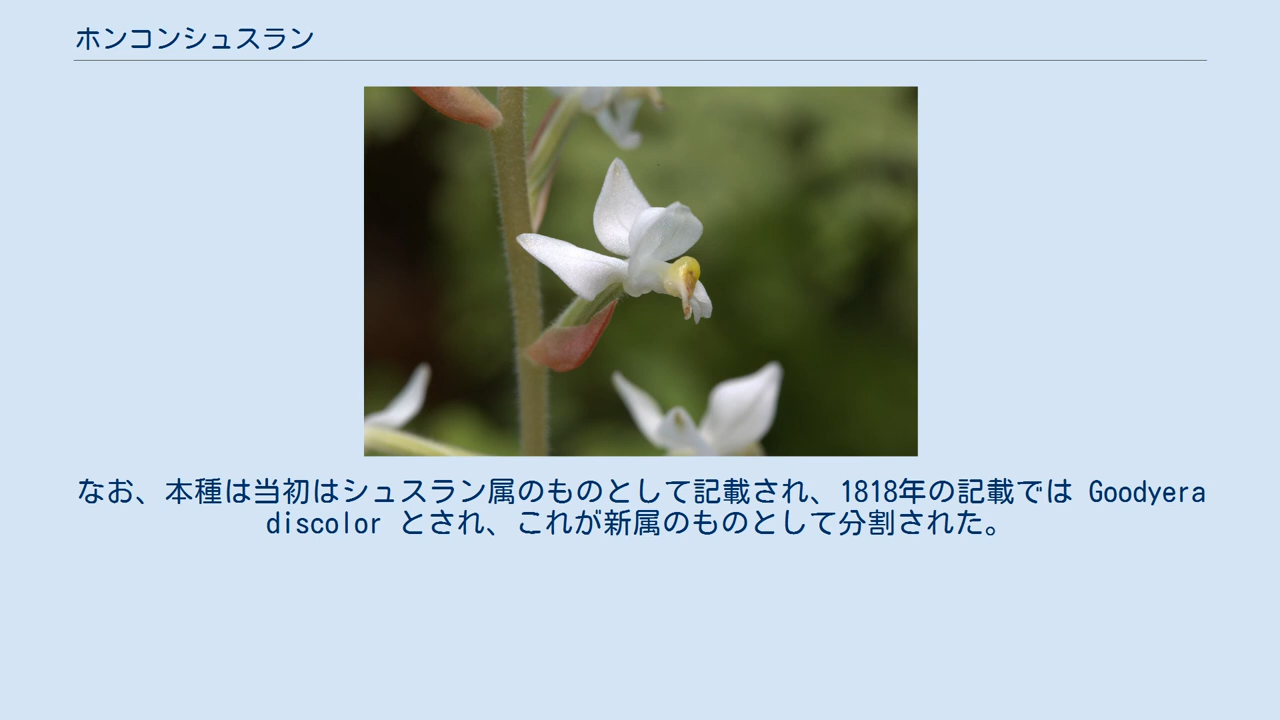 ホンコンシュスラン
なお、本種は当初はシュスラン属のものとして記載され、1818年の記載では Goodyera
discolor とされ、これが新属のものとして分割された。